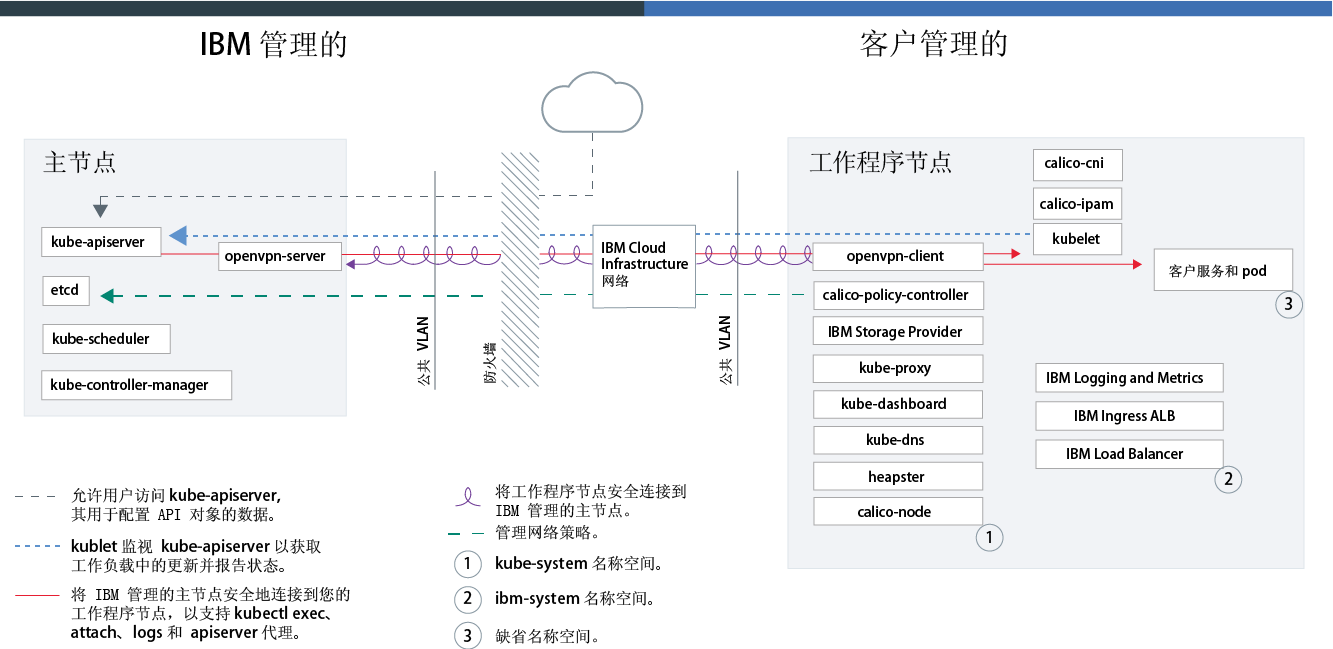 IBM 管理的
客户管理的
主节点
kube-apiserver
openvpn-server
etcd
kube-scheduler
kube-controller-manager
公共 VLAN
防火墙
IBM Cloud
Infrastructure
网络
公共 VLAN
工作程序节点
calico-cni
calico-ipam
kubelet
openvpn-client
客户服务和 pod
3
calico-policy-controller
IBM Storage Provider
kube-proxy
kube-dashboard
kube-dns
heapster
calico-node
1
IBM Logging and Metrics
IBM Ingress ALB
IBM Load Balancer
2
允许用户访问 kube-apiserver,
其用于配置 API 对象的数据。
kublet 监视 kube-apiserver 以获取
工作负载中的更新并报告状态。
将 IBM 管理的主节点安全地连接到您的
工作程序节点，以支持 kubectl exec、
attach、logs 和 apiserver 代理。
将工作程序节点安全连接到
IBM 管理的主节点。
管理网络策略。
1 kube-system 名称空间。
2 ibm-system 名称空间。
3 缺省名称空间。